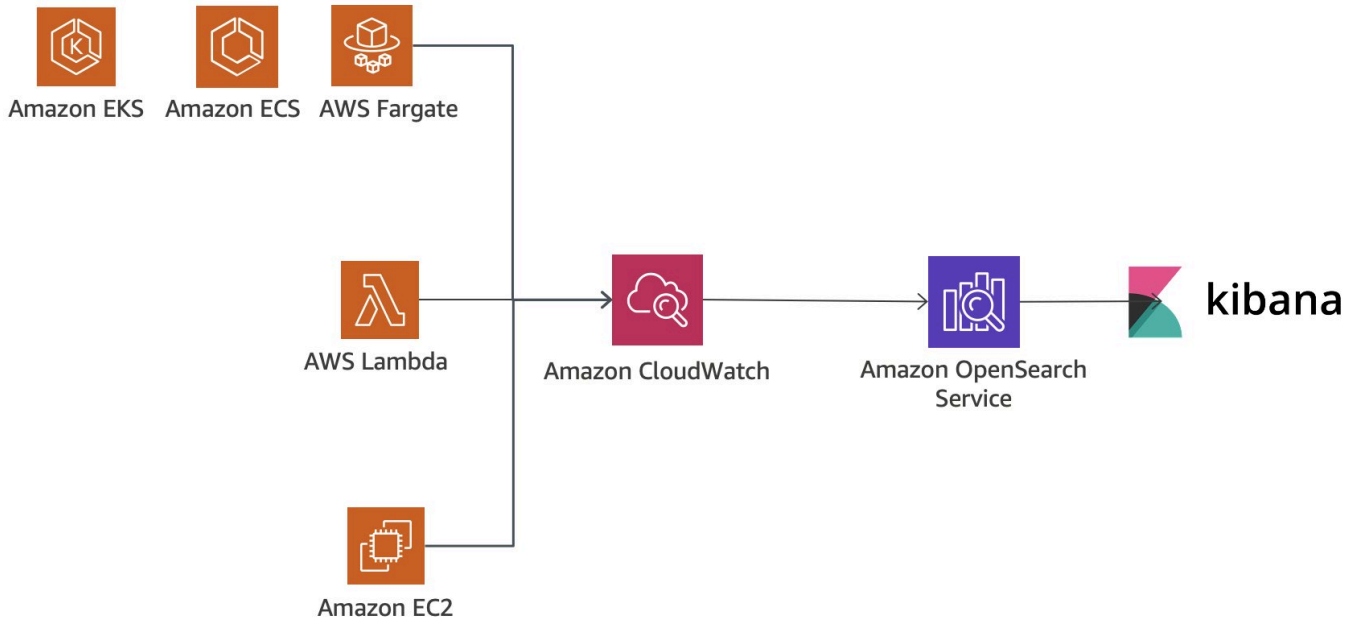 Amazon EKS
Amazon ECS
AWS Fargate
AWS Lambda
Amazon CloudWatch
Amazon OpenSearch
Service
kibana
Amazon EC2